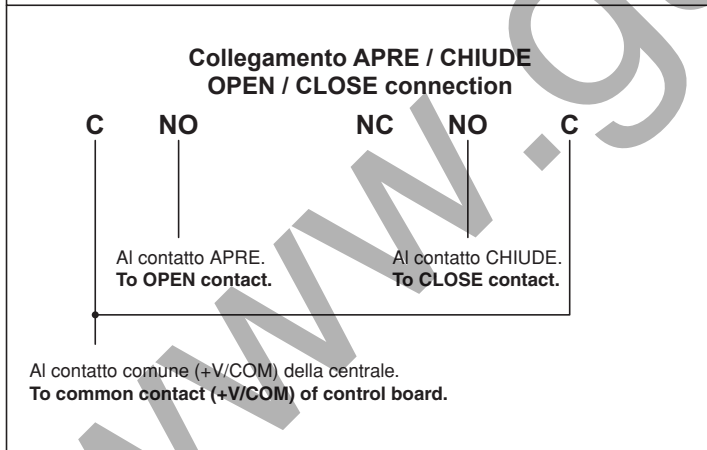 Collegamento APRE / CHIUDE
OPEN / CLOSE connection
C NO NC NO C
Al contatto APRE. Al contatto CHIUDE.
To OPEN contact. To CLOSE contact.
Al contatto comune (+V/COM) della centrale.
To common contact (+V/COM) of control board.
www.g